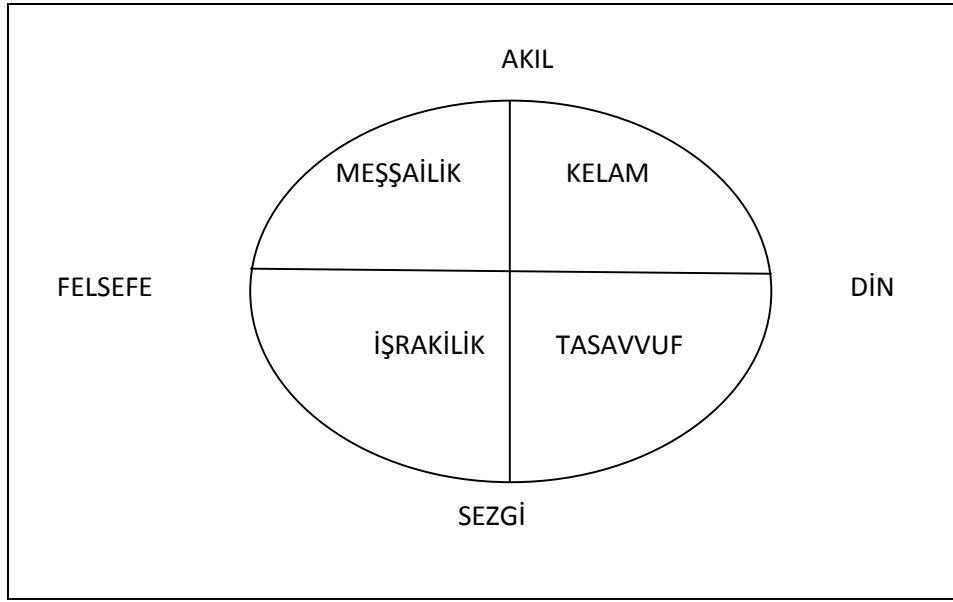 AKIL
MEŞŞAİLİK KELAM
FELSEFE DİN
İŞRAKİLİK TASAVVUF
SEZGİ